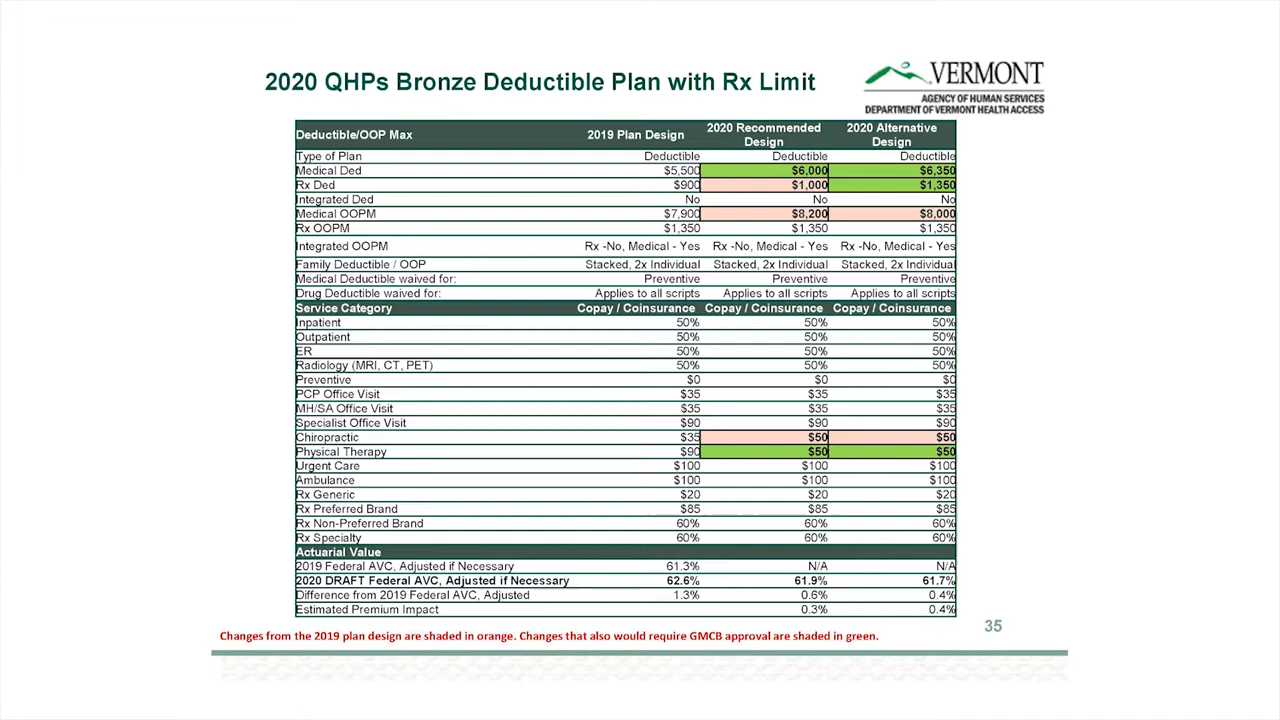 2020 QHPs Bronze Deductible Plan with Rx Limit
VERMONT
AGENCY OF HUMAN SERVICES
DEPARTMENT OF VERMONT HEALTH ACCESS
Deductible/OOP Max 2019 Plan Design 2020 Recommended Design 2020 Alternative Design
Type of Plan Deductible Deductible Deductible
Medical Ded $5,500 $6,000 $6,350
Rx Ded $900 $1,000 $1,350
Integrated Ded No No No
Medical OOPM $7,900 $8,200 $8,000
Rx OOPM $1,350 $1,350 $1,350
Integrated OOPM Rx -No, Medical - Yes Rx -No, Medical - Yes Rx -No, Medical - Yes
Family Deductible / OOP Stacked, 2x Individual Stacked, 2x Individual Stacked, 2x Individual
Medical Deductible waived for: Preventive Preventive Preventive
Drug Deductible waived for: Applies to all scripts Applies to all scripts Applies to all scripts
Service Category Copay / Coinsurance Copay / Coinsurance Copay / Coinsurance
Inpatient 50% 50% 50%
Outpatient 50% 50% 50%
ER 50% 50% 50%
Radiology (MRI, CT, PET) 50% 50% 50%
Preventive $0 $0 $0
PCP Office Visit $35 $35 $35
MH/SA Office Visit $35 $35 $35
Specialist Office Visit $90 $90 $90
Chiropractic $35 $50 $50
Physical Therapy $90 $50 $50
Urgent Care $100 $100 $100
Ambulance $100 $100 $100
Rx Generic $20 $20 $20
Rx Preferred Brand $85 $85 $85
Rx Non-Preferred Brand 60% 60% 60%
Rx Specialty 60% 60% 60%
Actuarial Value
2019 Federal AVC, Adjusted if Necessary 61.3% N/A N/A
2020 DRAFT Federal AVC, Adjusted if Necessary 62.6% 61.9% 61.7%
Difference from 2019 Federal AVC, Adjusted 1.3% 0.6% 0.4%
Estimated Premium Impact 0.3% 0.4%
Changes from the 2019 plan design are shaded in orange. Changes that also would require GMCB approval are shaded in green.
35